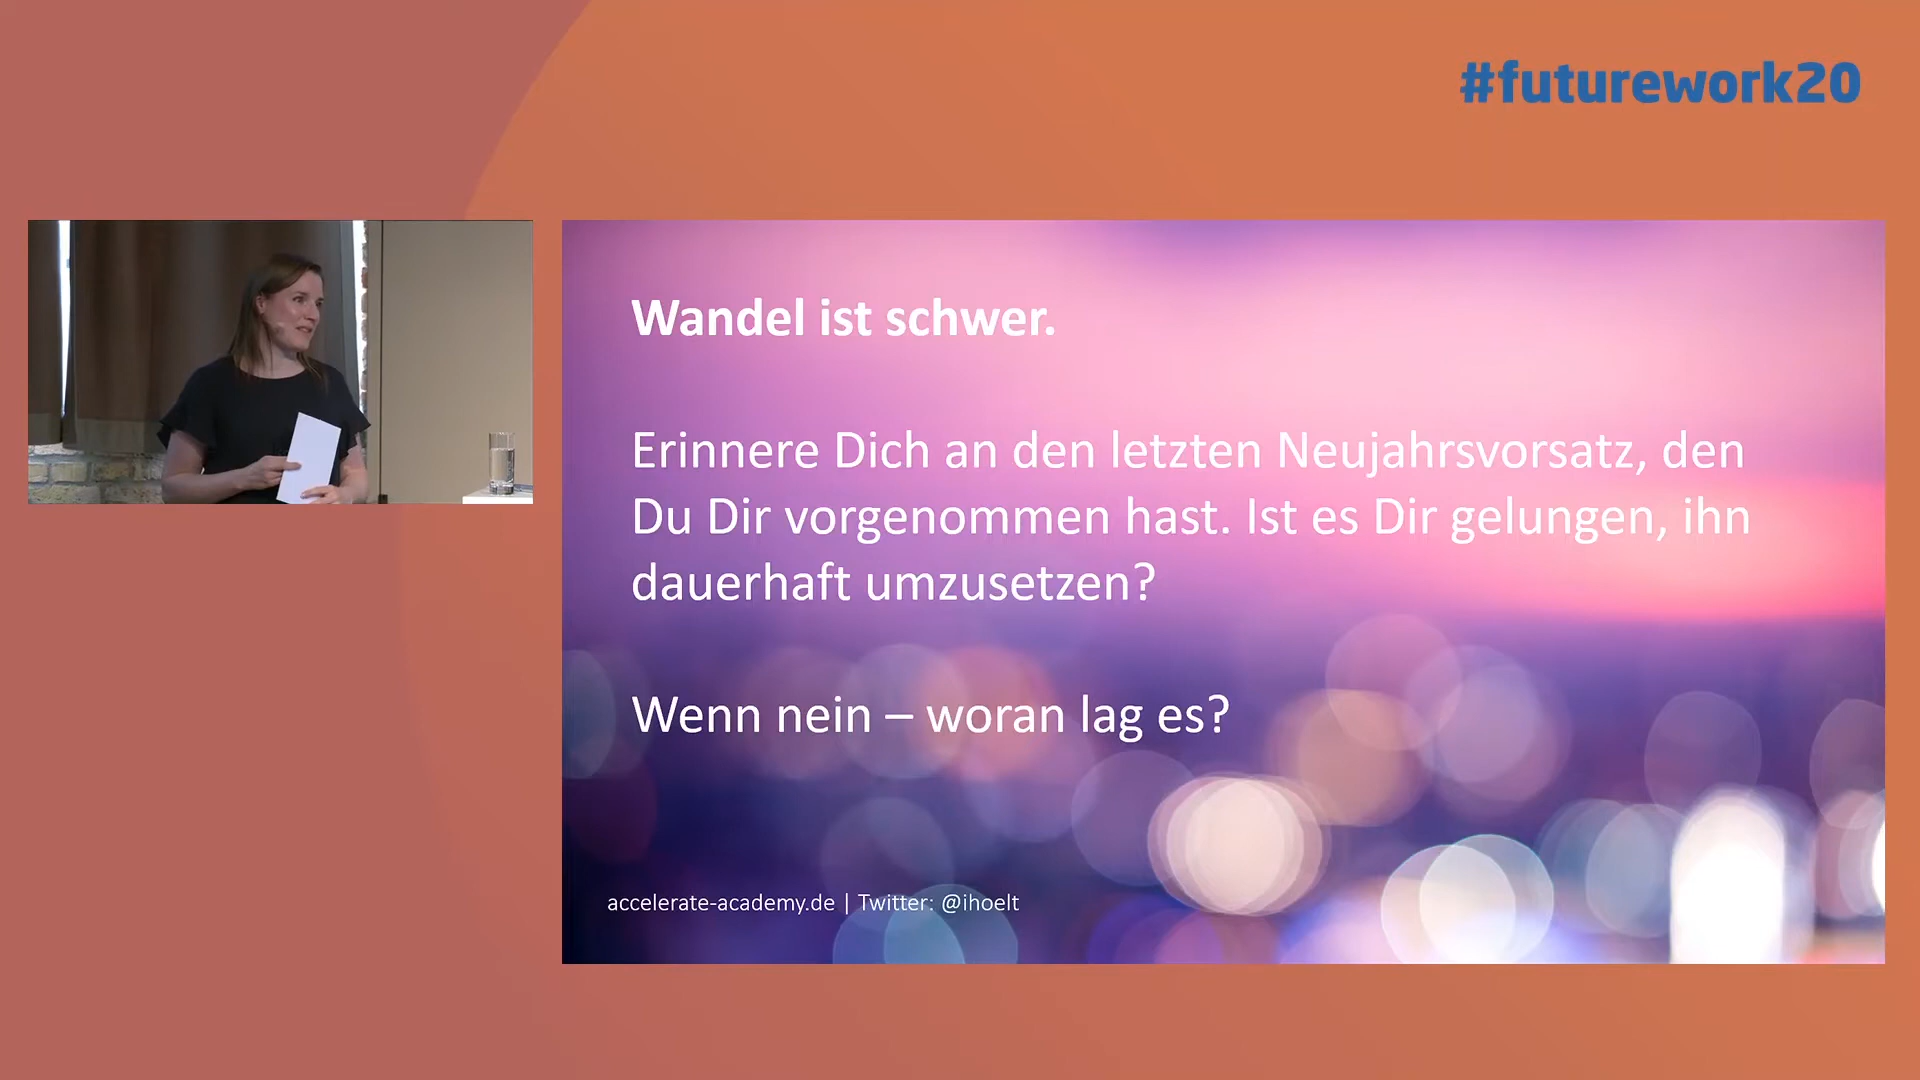 #futurework20
Wandel ist schwer.
Erinnere Dich an den letzten Neujahrsvorsatz, den
Du Dir vorgenommen hast. Ist es Dir gelungen, ihn
dauerhaft umzusetzen?
Wenn nein – woran lag es?
accelerate-academy.de | Twitter: @ihoelt